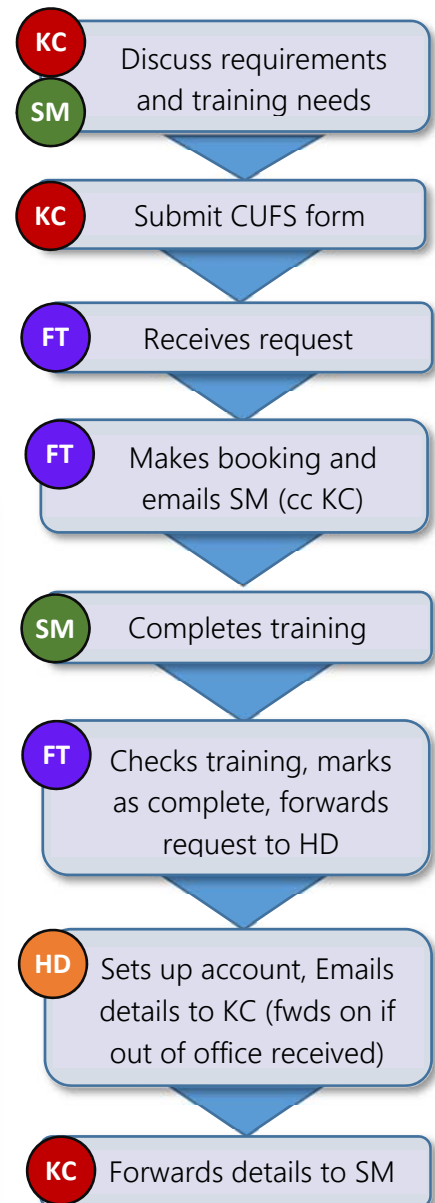 KC
SM
Discuss requirements
and training needs
KC
Submit CUFS form
FT
Receives request
FT
Makes booking and
emails SM (cc KC)
SM
Completes training
FT
Checks training, marks
as complete, forwards
request to HD
HD
Sets up account, Emails
details to KC (fwds on if
out of office received)
KC
Forwards details to SM